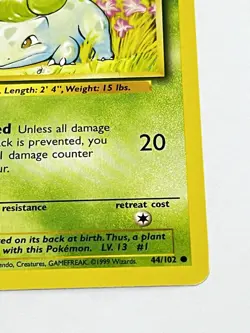 , Length: 2' 4", Weight: 15 lbs.
ed Unless all damage
ack is prevented, you
1 damage counter
ur.
20
resistance retreat cost
ed on its back at birth. Thus, a plant
with this Pokémon. LV. 13 #1
ndo, Creatures, GAMEFREAK. ©1999 Wizards. 44/102 ●